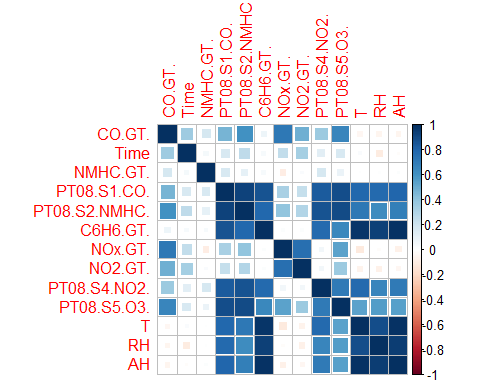 CO.GT.
Time
NMHC.GT.
PT08.S1.CO.
PT08.S2.NMHC.
C6H6.GT.
NOx.GT.
NO2.GT.
PT08.S4.NO2.
PT08.S5.O3.
T
RH
AH
CO.GT.
Time
NMHC.GT.
PT08.S1.CO.
PT08.S2.NMHC.
C6H6.GT.
NOx.GT.
NO2.GT.
PT08.S4.NO2.
PT08.S5.O3.
T
RH
AH
1
0.8
0.6
0.4
0.2
0
-0.2
-0.4
-0.6
-0.8
-1